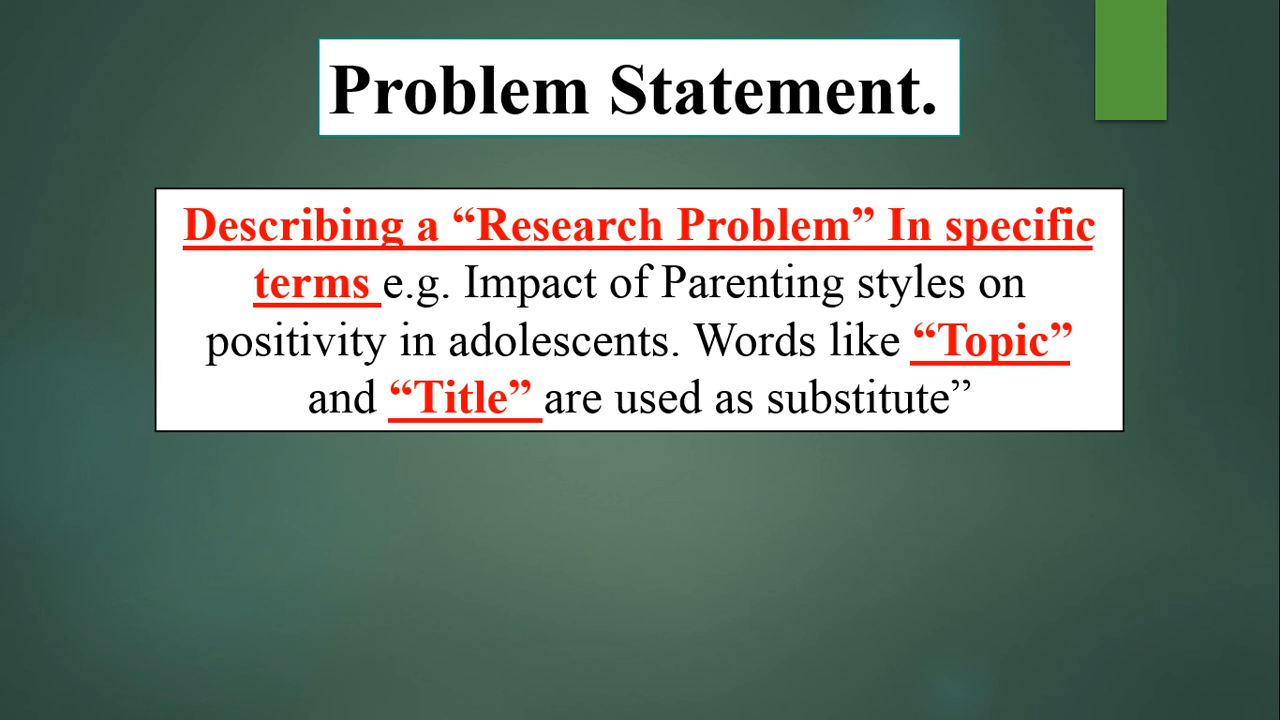 Problem Statement.
Describing a “Research Problem” In specific
terms e.g. Impact of Parenting styles on
positivity in adolescents. Words like “Topic”
and “Title” are used as substitute”